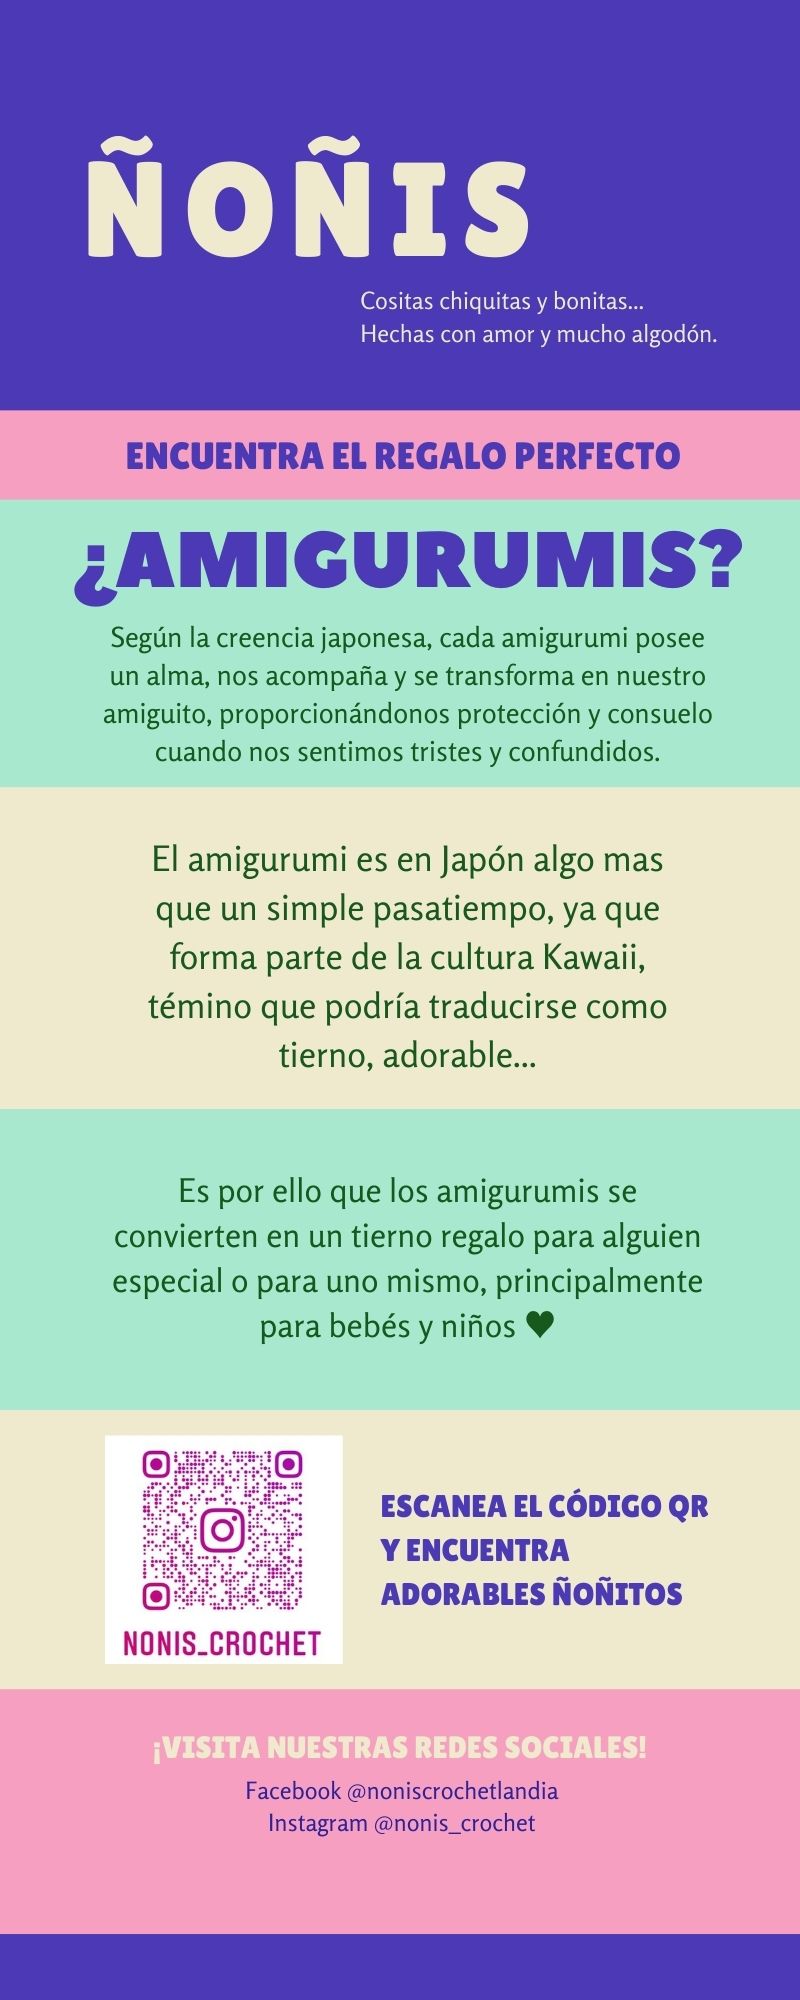 ÑOÑIS
Cositas chiquitas y bonitas...
Hechas con amor y mucho algodón.
ENCUENTRA EL REGALO PERFECTO
¿AMIGURUMIS?
Según la creencia japonesa, cada amigurumi posee
un alma, nos acompaña y se transforma en nuestro
amiguito, proporcionándonos protección y consuelo
cuando nos sentimos tristes y confundidos.
El amigurumi es en Japón algo mas
que un simple pasatiempo, ya que
forma parte de la cultura Kawaii,
témino que podría traducirse como
tierno, adorable...
Es por ello que los amigurumis se
convierten en un tierno regalo para alguien
especial o para uno mismo, principalmente
para bebés y niños ♥
NONIS_CROCHET
ESCANEA EL CÓDIGO QR
Y ENCUENTRA
ADORABLES ÑOÑITOS
¡VISITA NUESTRAS REDES SOCIALES!
Facebook @noniscrochetlandia
Instagram @nonis_crochet